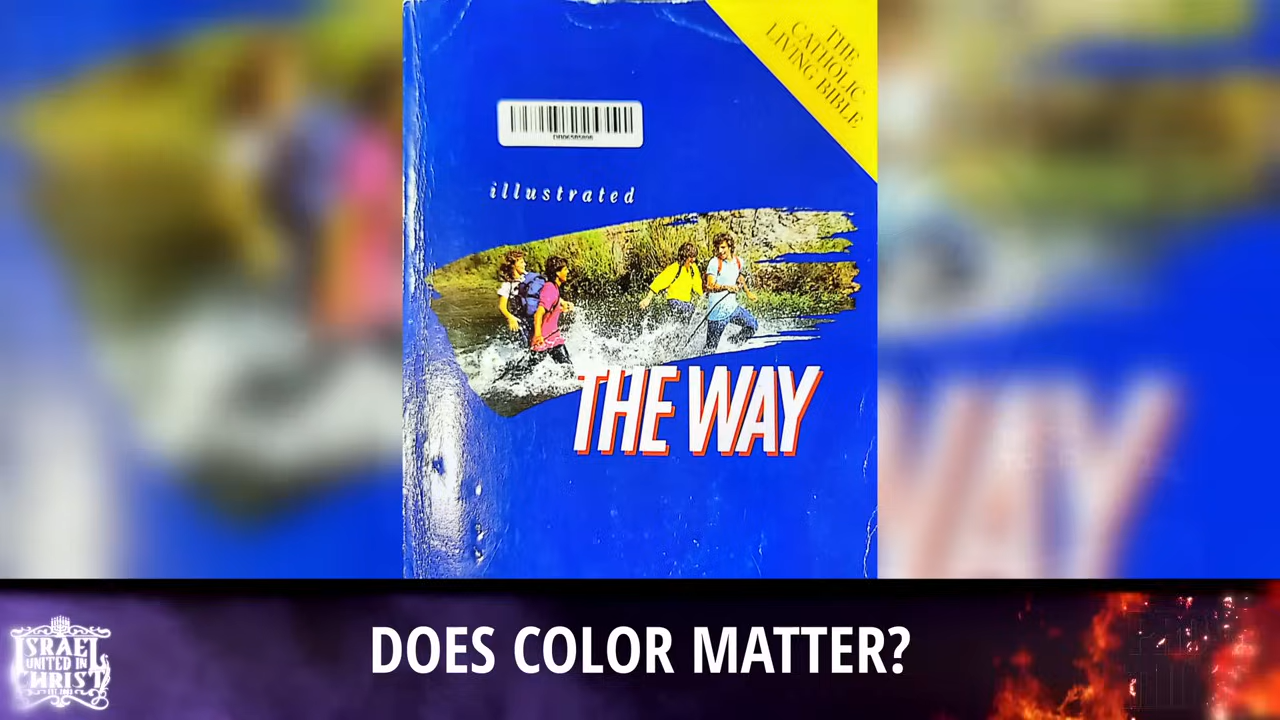 THE
CATHOLIC
LIVING BIBLE
illustrated
THE WAY
DOES COLOR MATTER?
ISRAEL
UNITED IN
CHRIST